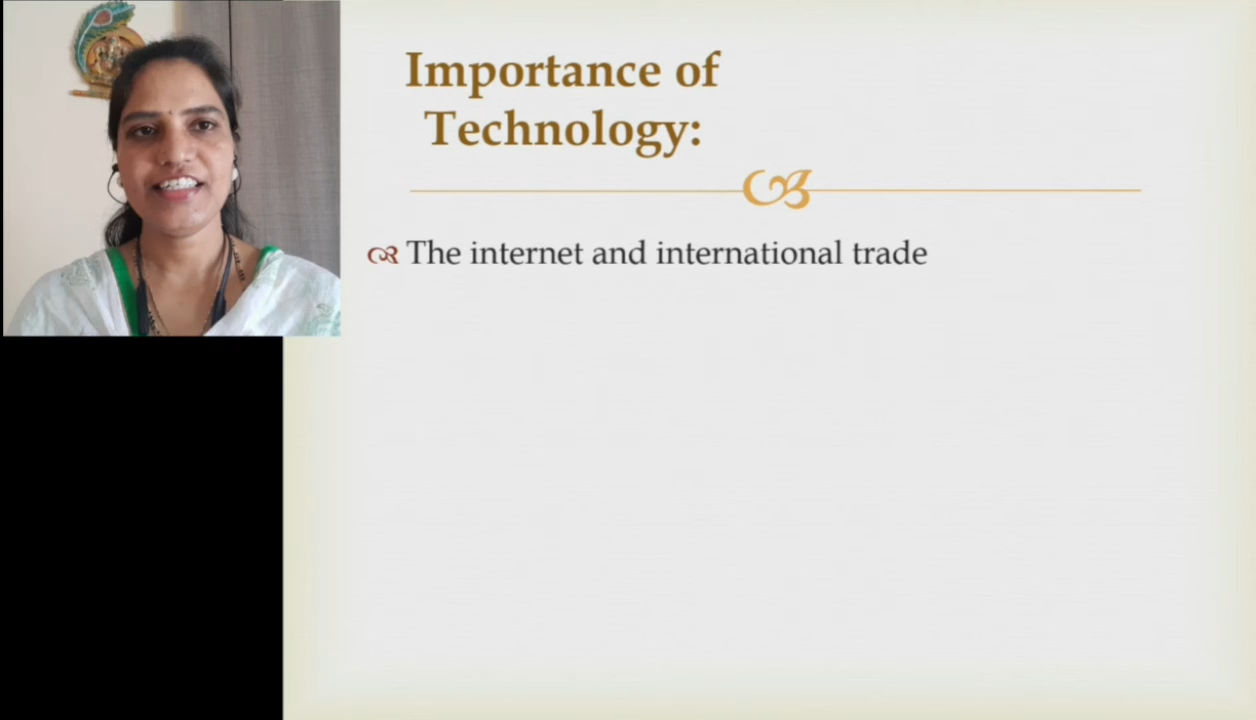 Importance of
Technology:
The internet and international trade